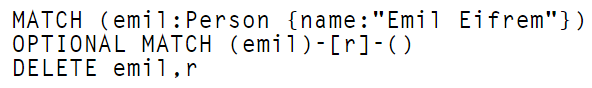 MATCH (emil:Person {name:"Emil Eifrem"})
OPTIONAL MATCH (emil)-[r]-()
DELETE emil,r